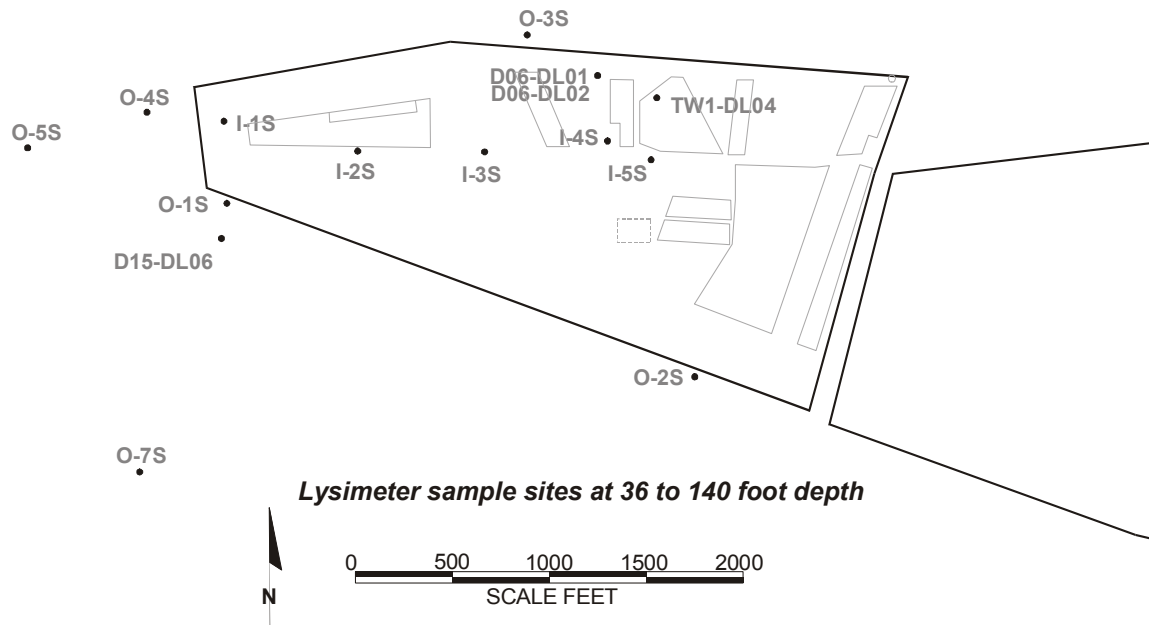 O-3S
D06-DL01
D06-DL02
TW1-DL04
O-4S
I-1S
O-5S
I-4S
I-2S
I-3S
I-5S
O-1S
D15-DL06
O-2S
O-7S
Lysimeter sample sites at 36 to 140 foot depth
0 500 1000 1500 2000
SCALE FEET
N